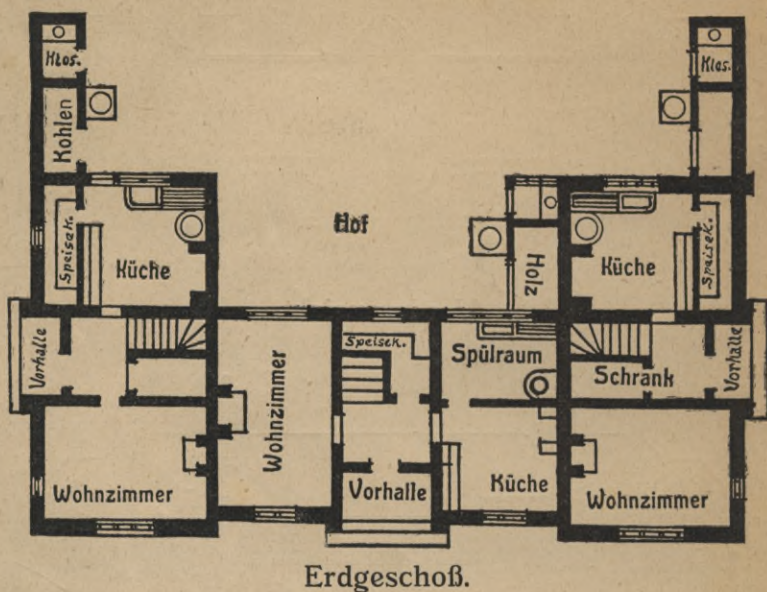 Klos.
Klos.
Kohlen
Hof
Speisek.
Küche
Holz
Küche
Speisek.
Vorhalle
Speisek.
Spülraum
Schrank
Vorhalle
Wohnzimmer
Wohnzimmer
Vorhalle
Küche
Wohnzimmer
Erdgeschoß.